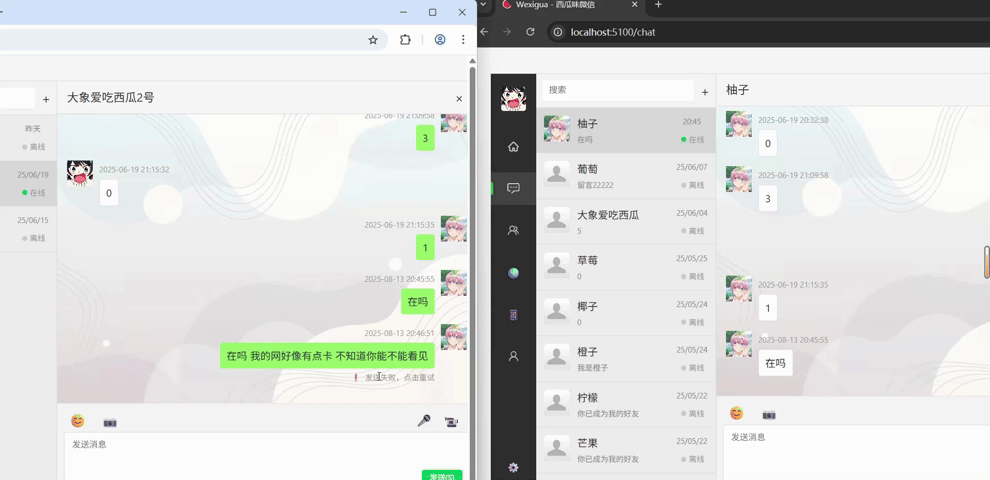 大象爱吃西瓜2号
昨天
离线
25/06/19
在线
25/06/15
离线
2025-06-19 21:09:58
3
2025-06-19 21:15:32
0
2025-06-19 21:15:35
1
2025-08-13 20:45:55
在吗
2025-08-13 20:46:51
在吗 我的网好像有点卡 不知道你能不能看见
发送失败，点击重试
发送消息
发送(S)
Wexigua - 西瓜味微信
localhost:5100/chat
搜索
柚子
20:45
在吗
在线
葡萄
25/06/07
留言22222
离线
大象爱吃西瓜
25/06/04
5
离线
草莓
25/05/25
0
离线
椰子
25/05/24
0
离线
橙子
25/05/24
我是橙子
离线
柠檬
25/05/22
你已成为我的好友
离线
芒果
25/05/22
你已成为我的好友
离线
柚子
2025-06-19 20:32:38
0
2025-06-19 21:09:58
3
2025-06-19 21:15:35
1
2025-08-13 20:45:55
在吗
发送消息